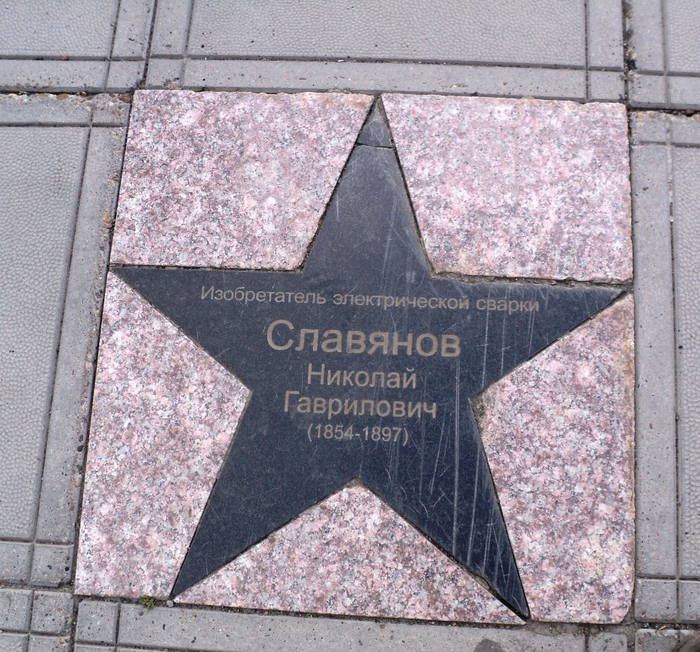 Изобретатель электрической сварки
Славянов
Николай
Гаврилович
(1854-1897)